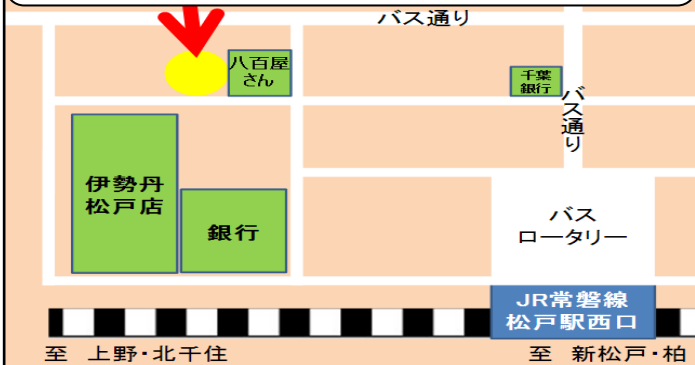 バス通り
八百屋
さん
千葉
銀行
バス通り
伊勢丹
松戸店
銀行
バス
ロータリー
JR常磐線
松戸駅西口
至 上野・北千住
至 新松戸・柏